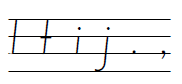 l t i j . ,